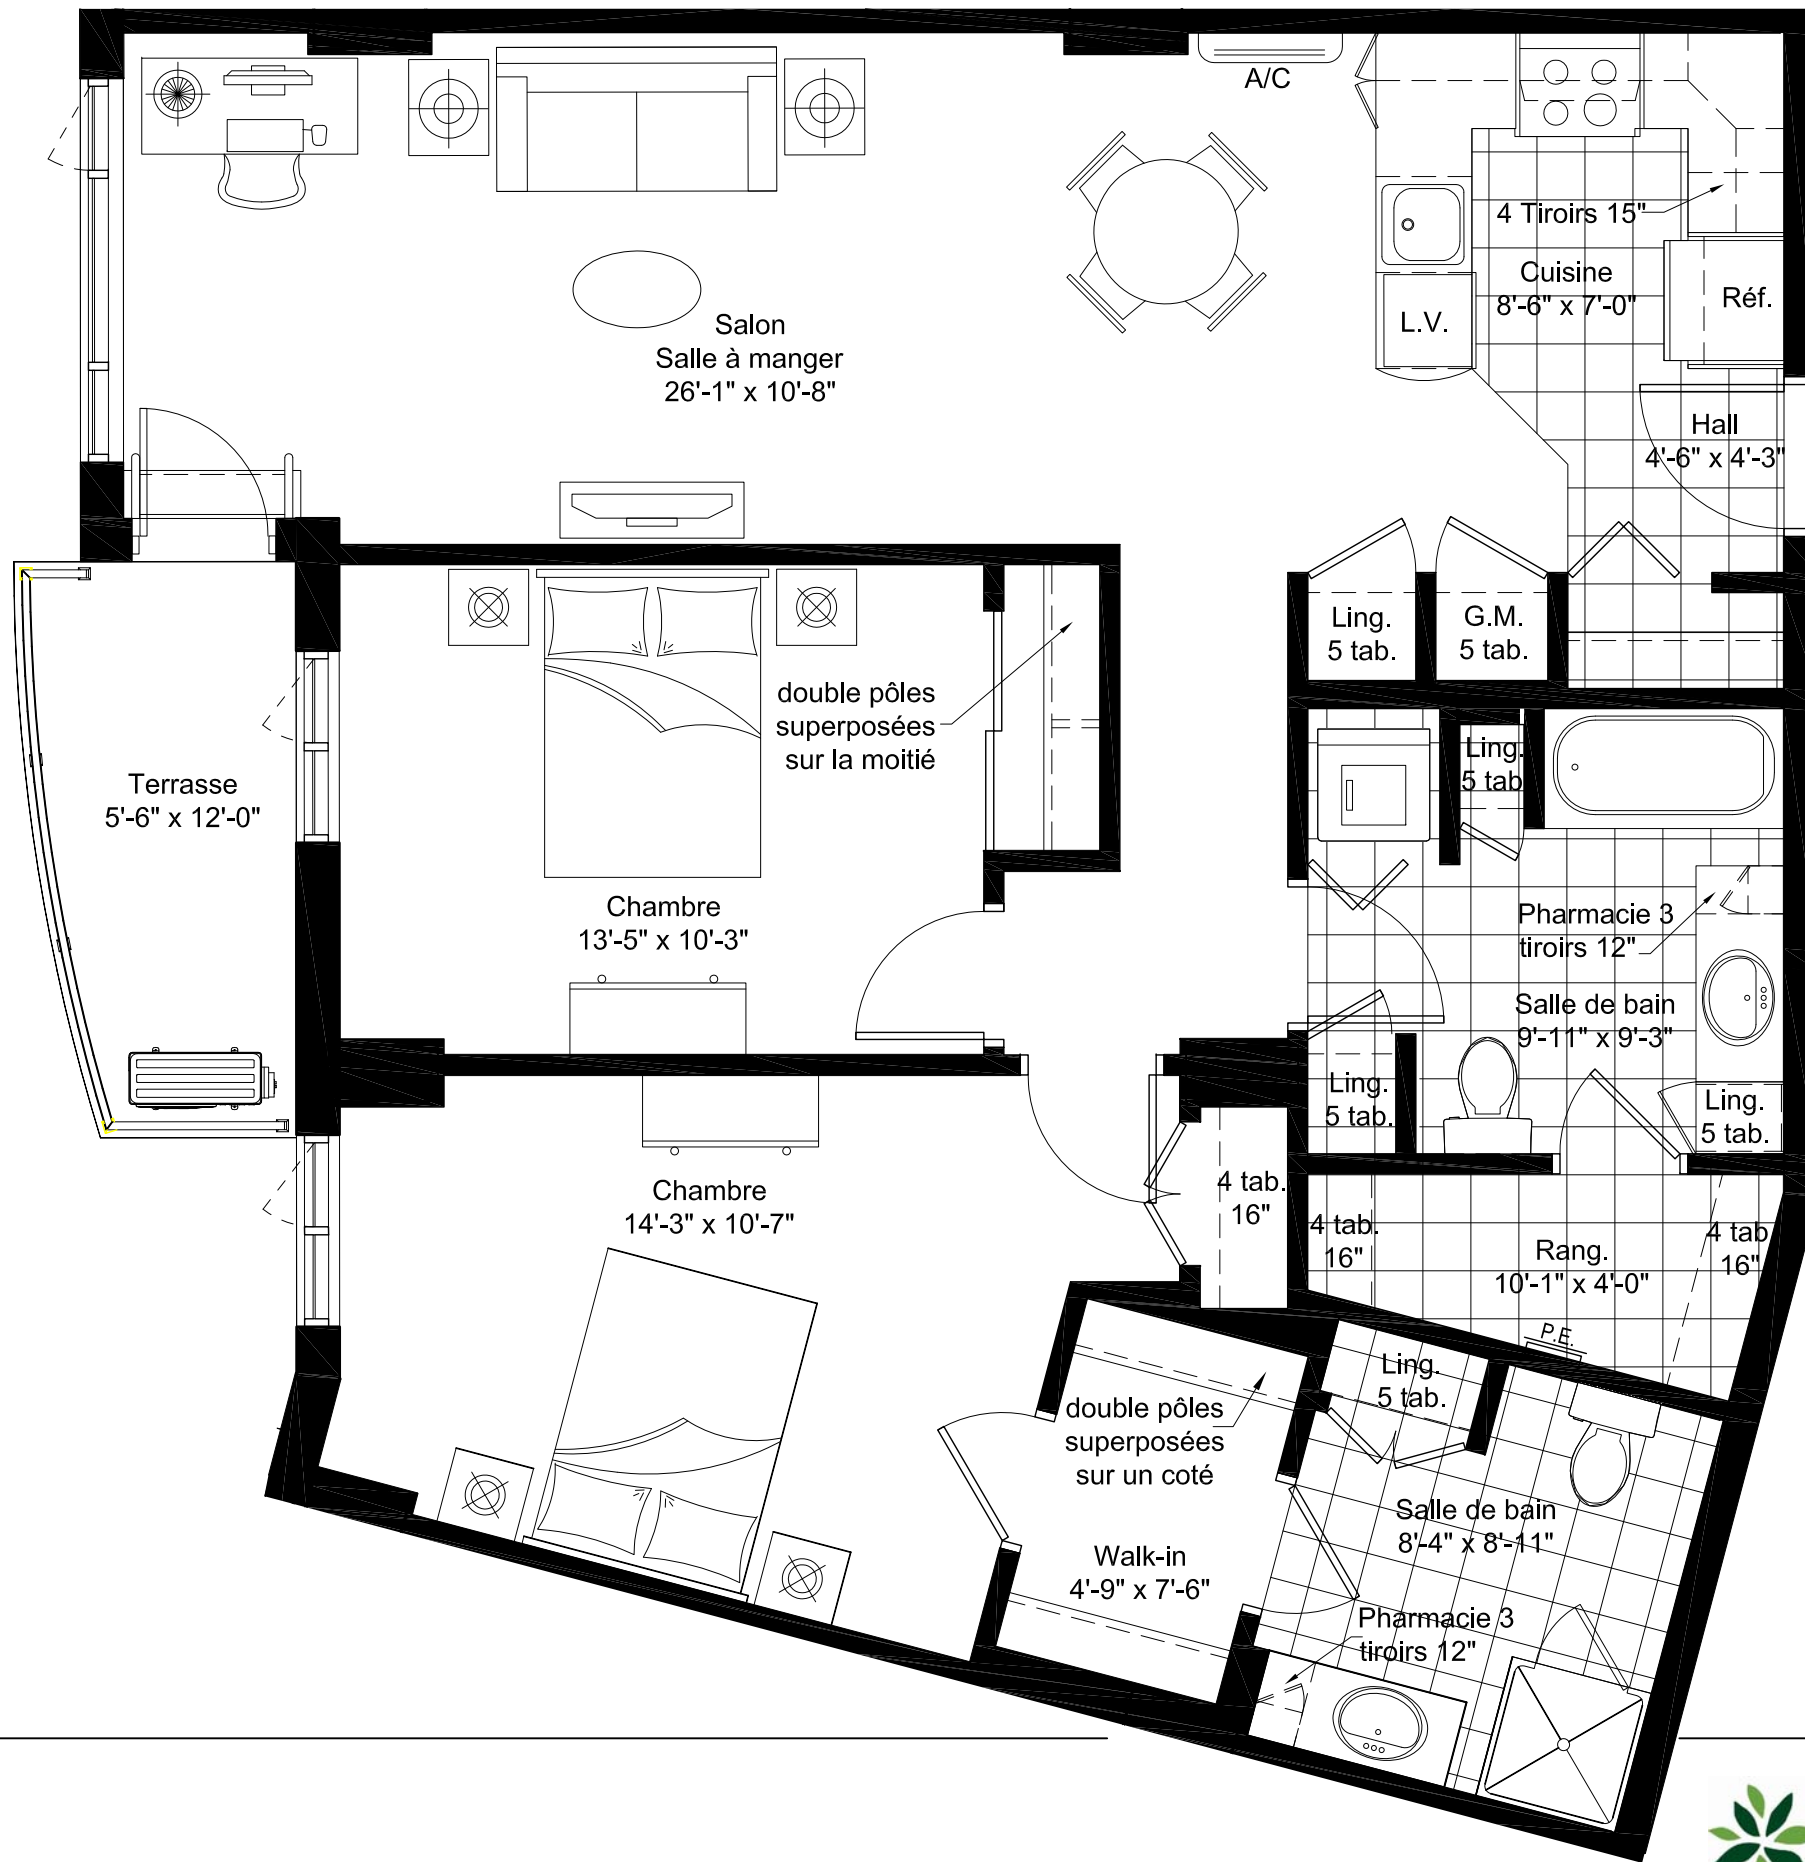 A/C
4 Tiroirs 15"
Cuisine
8'-6" x 7'-0"
Réf.
L.V.
Salon
Salle à manger
26'-1" x 10'-8"
Hall
4'-6" x 4'-3"
Ling.
5 tab.
G.M.
5 tab.
double pôles
superposées
sur la moitié
Ling.
5 tab
Terrasse
5'-6" x 12'-0"
Chambre
13'-5" x 10'-3"
Pharmacie 3
tiroirs 12"
Salle de bain
9'-11" x 9'-3"
Ling.
5 tab.
Ling.
5 tab.
Chambre
14'-3" x 10'-7"
4 tab.
16"
4 tab.
16"
Rang.
10'-1" x 4'-0"
4 tab
16"
P.E.
Ling.
5 tab.
double pôles
superposées
sur un coté
Salle de bain
8'-4" x 8'-11"
Walk-in
4'-9" x 7'-6"
Pharmacie 3
tiroirs 12"